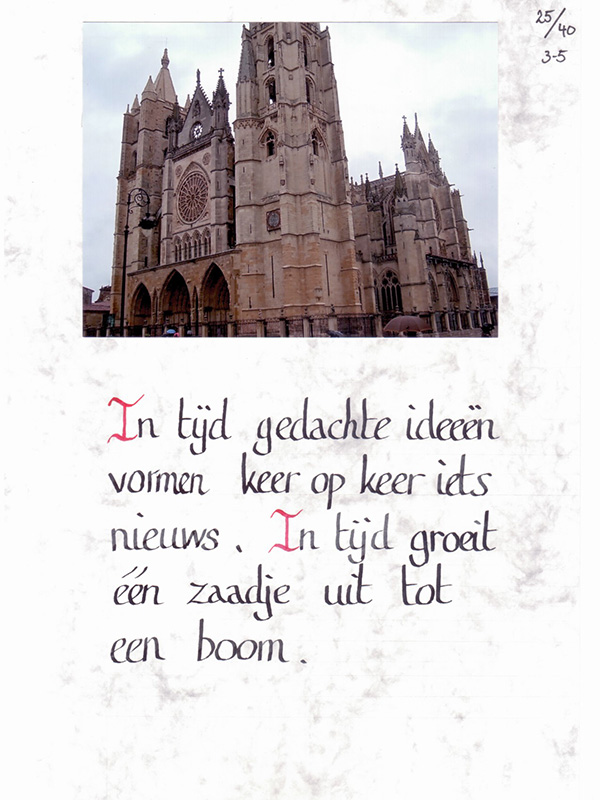 25/40
3-5
In tijd gedachte ideeën
vormen keer op keer iets
nieuws. In tijd groeit
één zaadje uit tot
een boom.